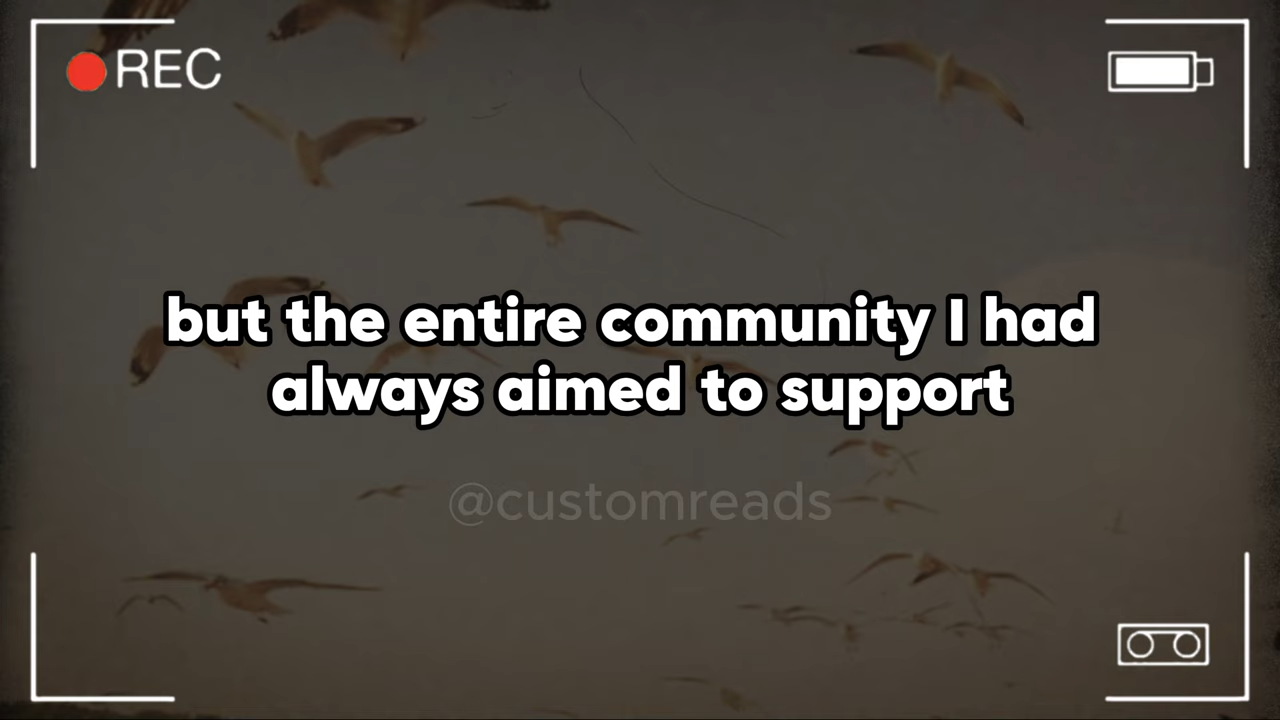 REC
but the entire community I had
always aimed to support
@customreads